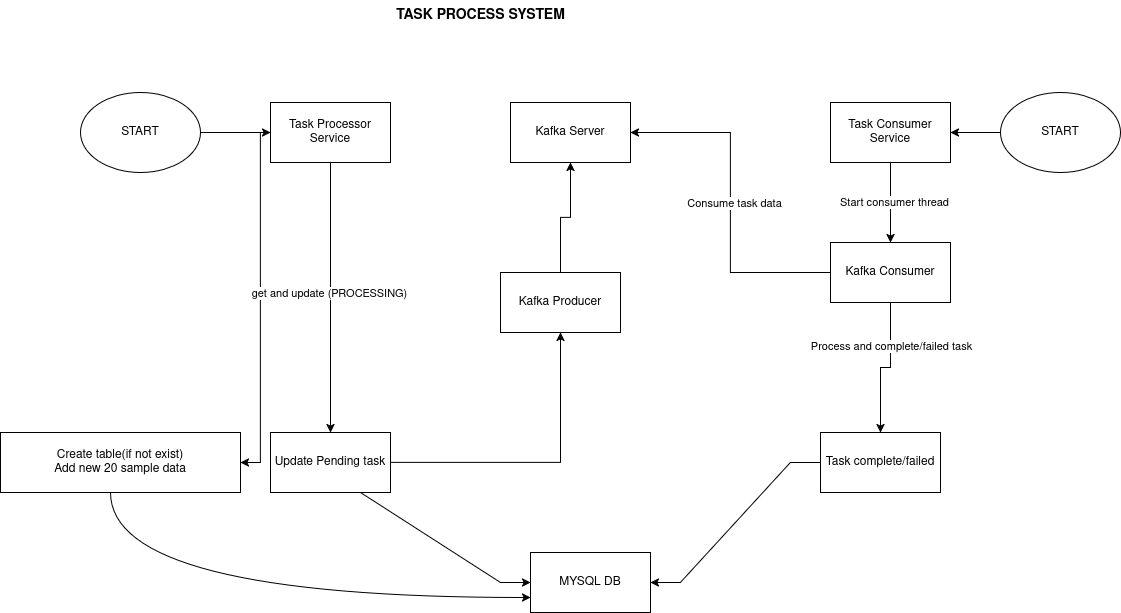 TASK PROCESS SYSTEM
START
Task Processor
Service
Kafka Server
Task Consumer
Service
START
Consume task data
Start consumer thread
Kafka Consumer
get and update (PROCESSING)
Kafka Producer
Process and complete/failed task
Create table(if not exist)
Add new 20 sample data
Update Pending task
Task complete/failed
MYSQL DB